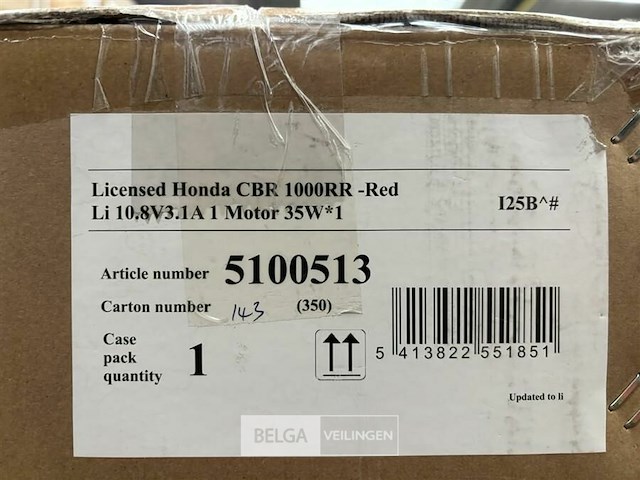 Licensed Honda CBR 1000RR -Red
Li 10.8V3.1A 1 Motor 35W*1
I25B^#
Article number 5100513
Carton number 143 (350)
Case
pack
quantity
1
5 413822 551851
Updated to li
BELGA VEILINGEN